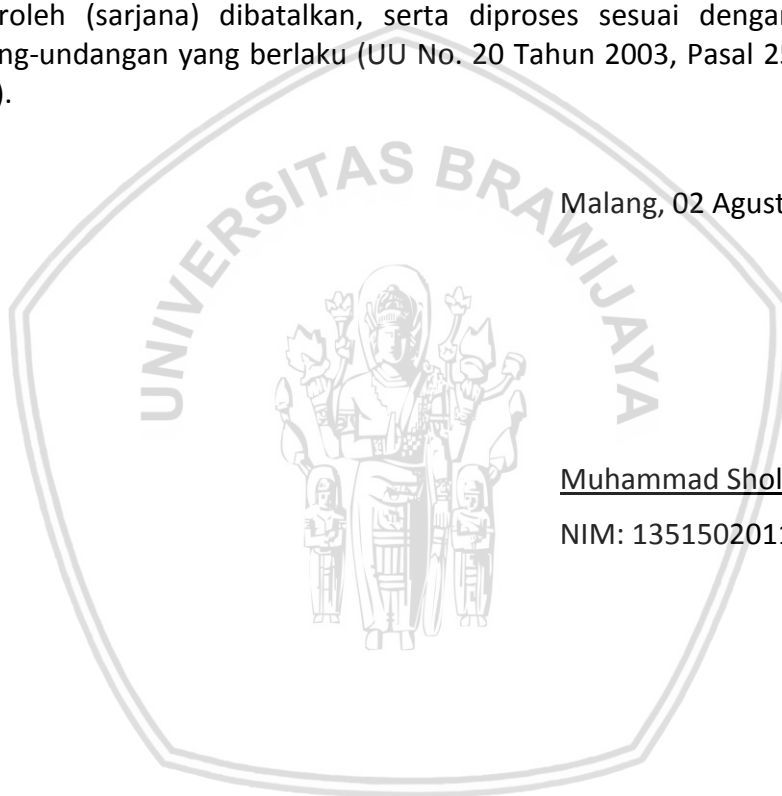 roleh (sarjana) dibatalkan, serta diproses sesuai dengan
ng-undangan yang berlaku (UU No. 20 Tahun 2003, Pasal 25
).
UNIVERSITAS BRAWIJAYA
Malang, 02 Agust
Muhammad Shol
NIM: 1351502011